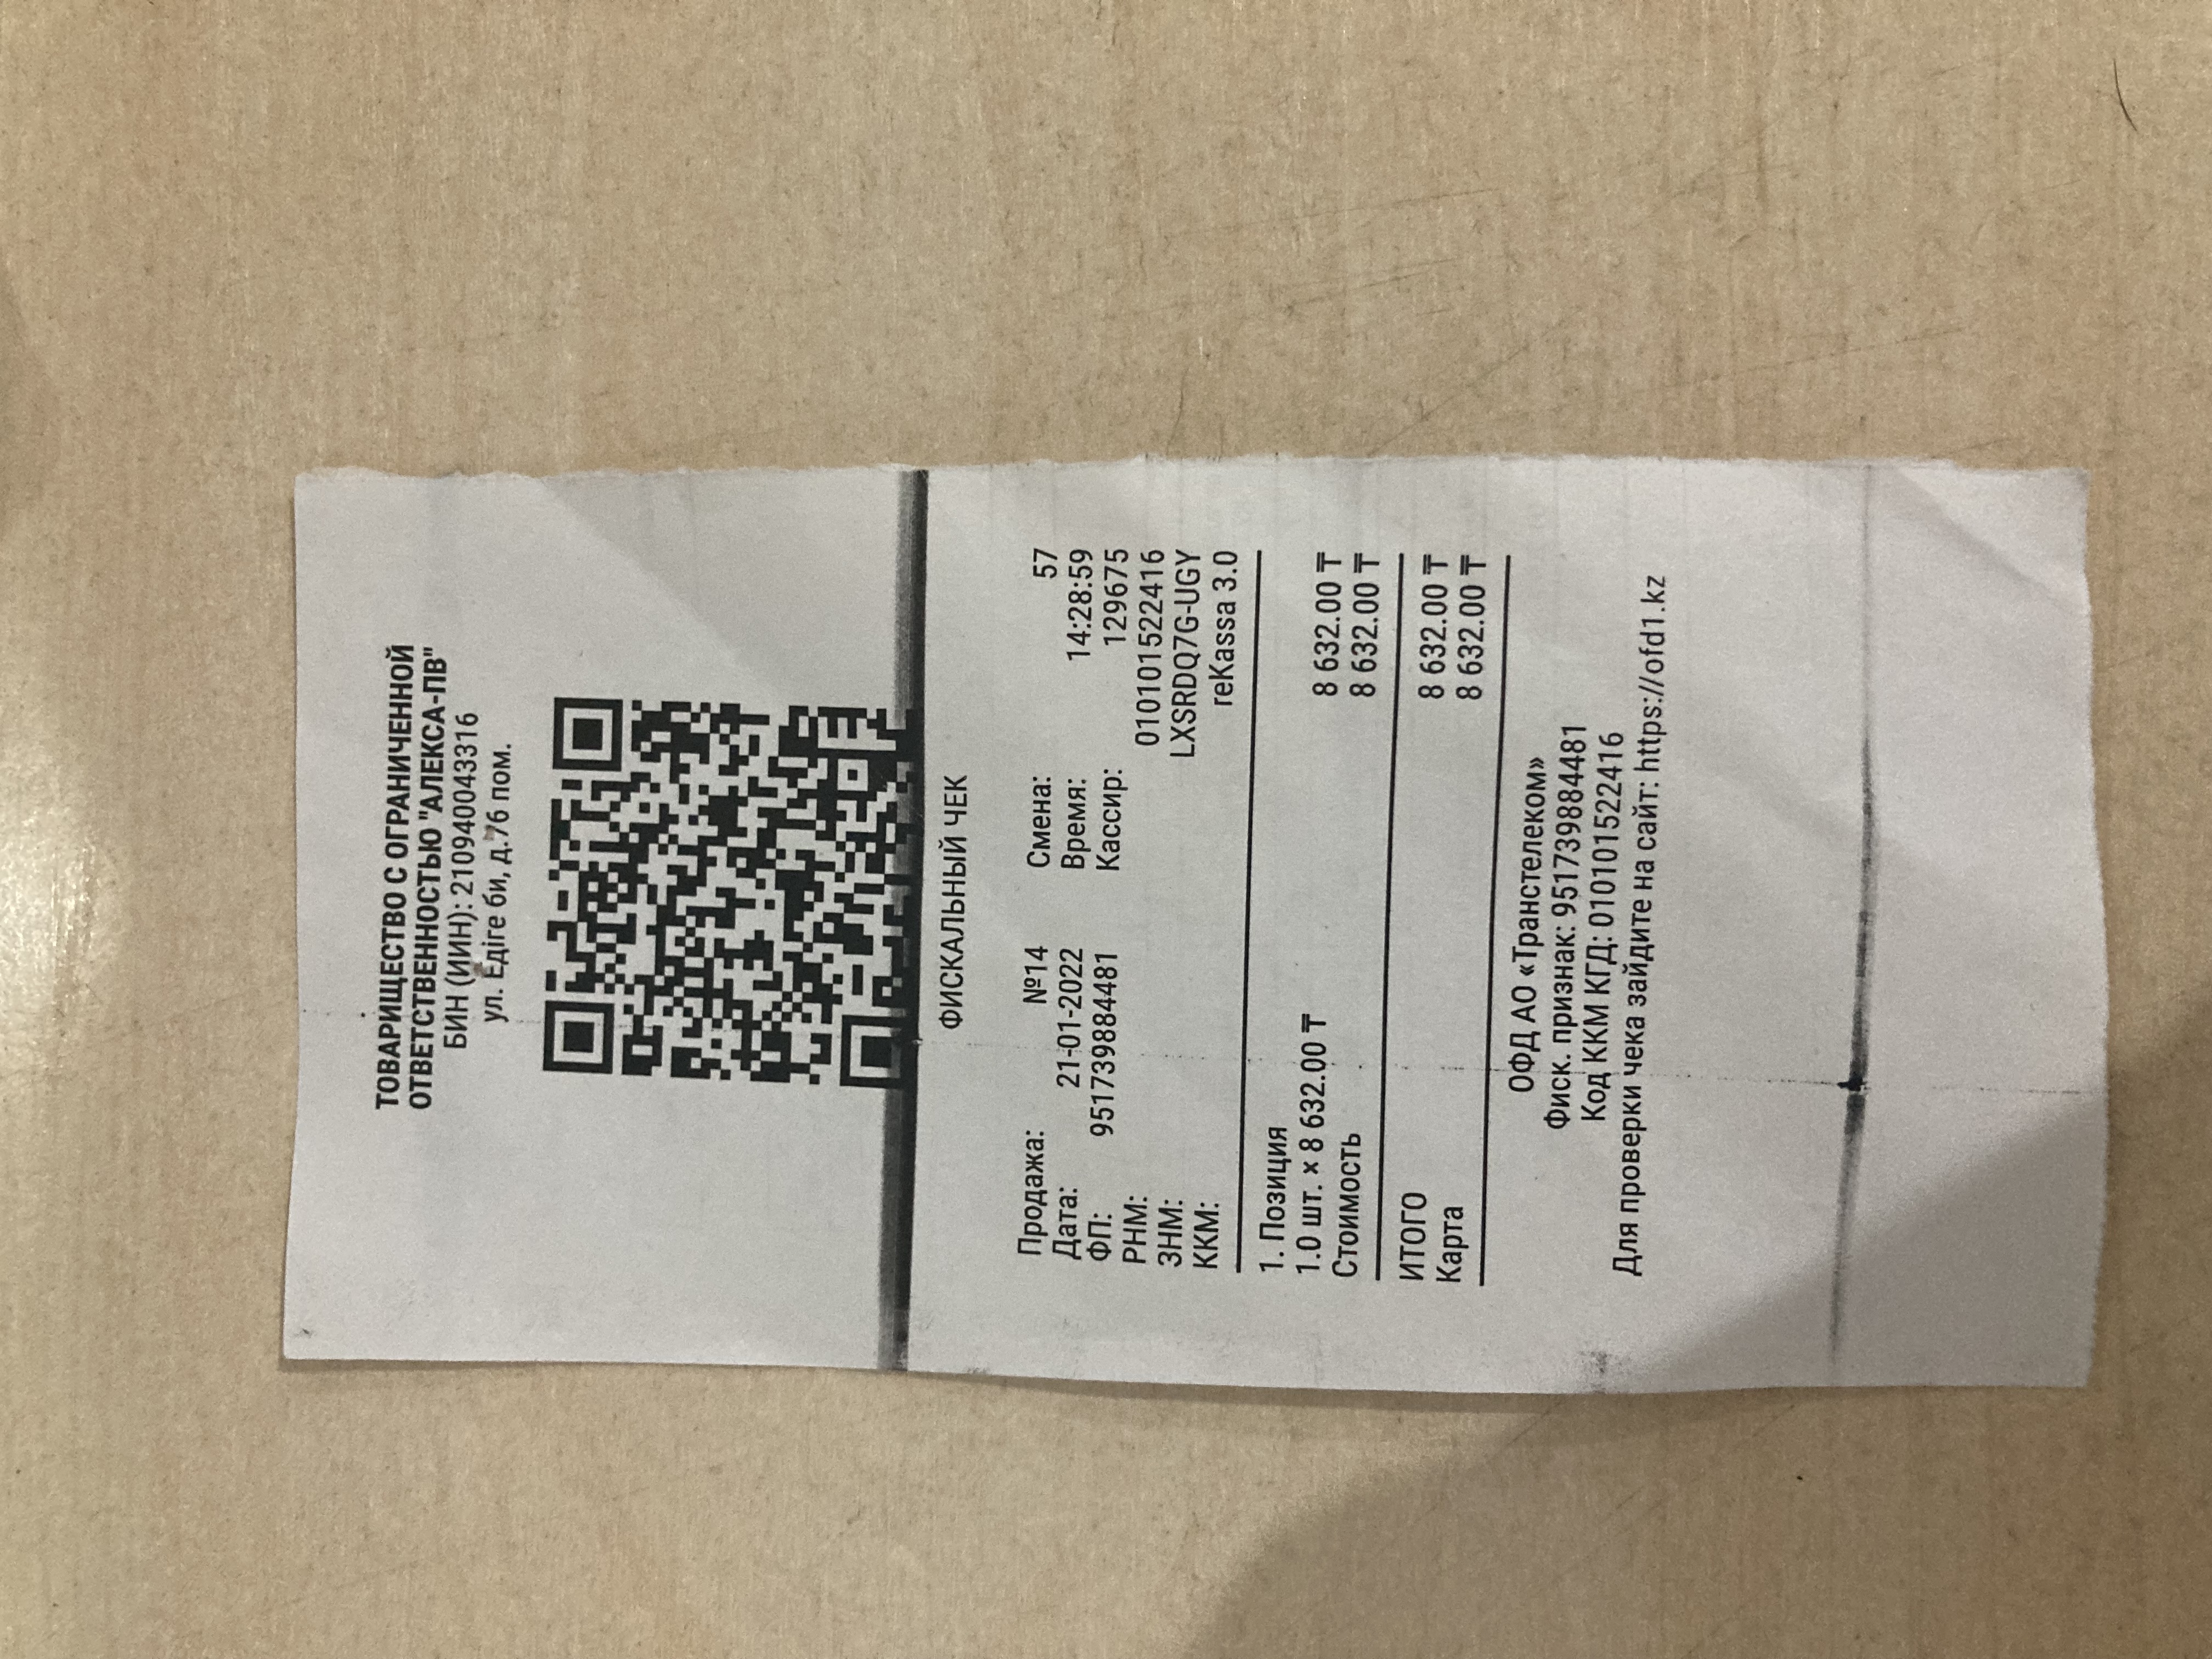 ТОВАРИЩЕСТВО С ОГРАНИЧЕННОЙ
ОТВЕТСТВЕННОСТЬЮ "АЛЕКСА-ПВ"
БИН (ИИН): 210940043316
ул. Едіге би, д.76 пом.
ФИСКАЛЬНЫЙ ЧЕК
Продажа: №14 Смена: 57
Дата: 21-01-2022 Время: 14:28:59
ФП: 951739884481 Кассир: 129675
РНМ: 010101522416
ЗНМ: LXSRDQ7G-UGY
ККМ: reKassa 3.0
1. Позиция
1.0 шт. × 8 632.00 ₸ 8 632.00 ₸
Стоимость 8 632.00 ₸
ИТОГО 8 632.00 ₸
Карта 8 632.00 ₸
ОФД АО «Транстелеком»
Фиск. признак: 951739884481
Код ККМ КГД: 010101522416
Для проверки чека зайдите на сайт: https://ofd1.kz